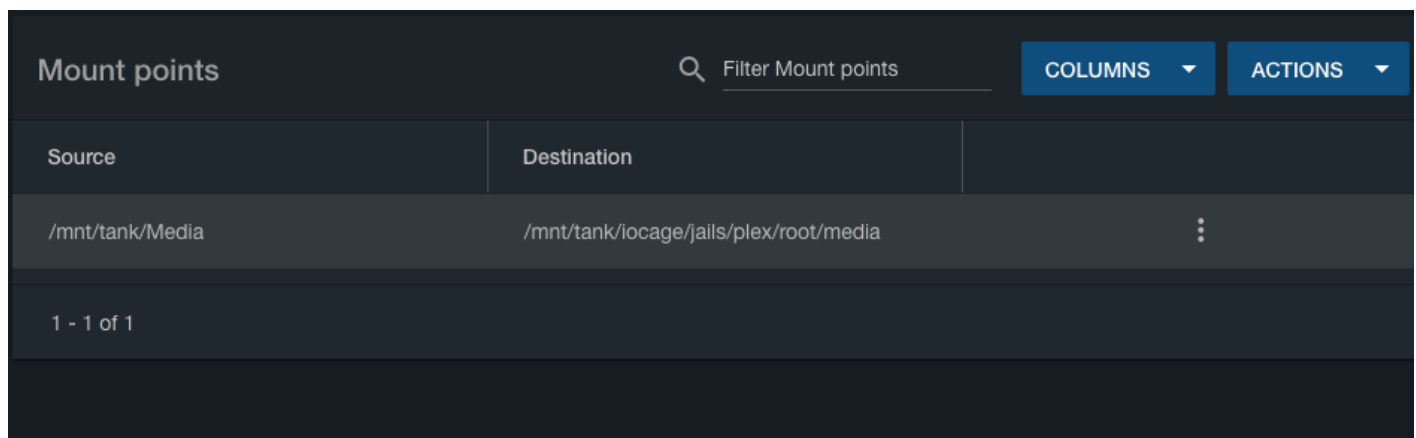 Mount points
Filter Mount points
COLUMNS
ACTIONS
Source
Destination
/mnt/tank/Media
/mnt/tank/iocage/jails/plex/root/media
1 - 1 of 1